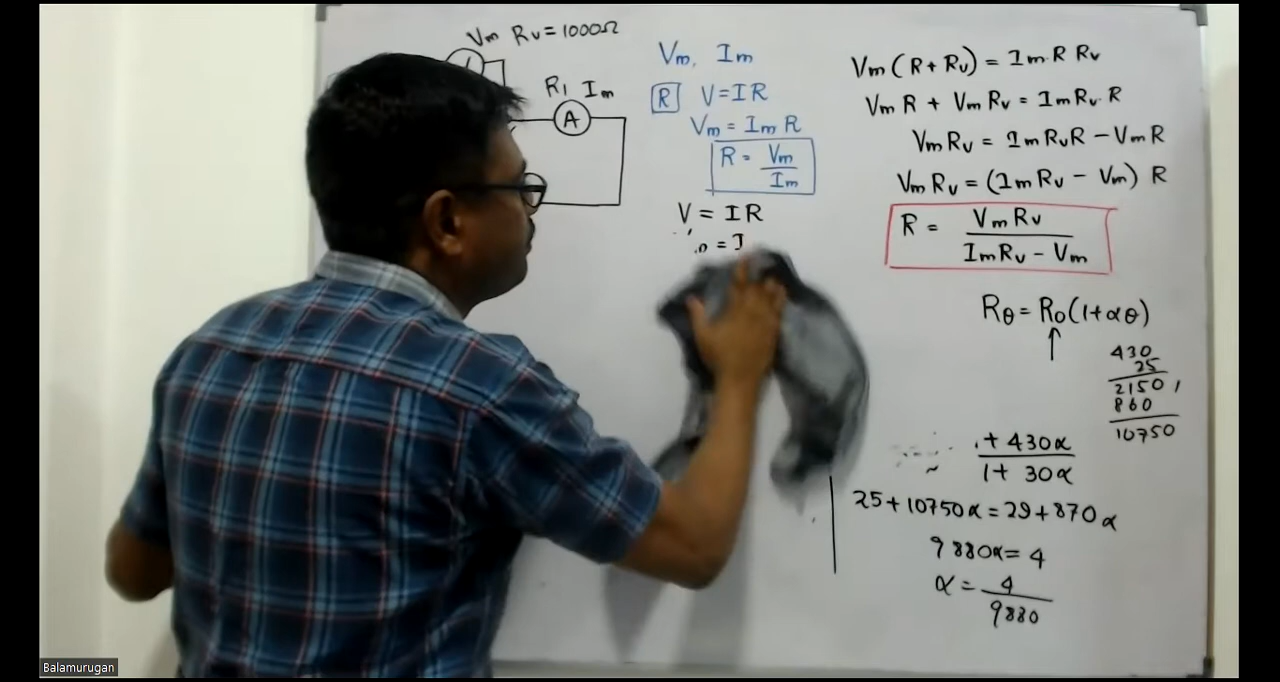 Vm Rv = 1000Ω
R1 Im
A
Vm, Im
R V = IR
Vm = Im R
R = Vm
Im
V = IR
= I
Vm (R + Rv) = Im R Rv
Vm R + Vm Rv = Im Rv. R
Vm Rv = Im Rv R - Vm R
Vm Rv = (Im Rv - Vm) R
R = Vm Rv
Im Rv - Vm
Rθ = R0 (1+αθ)
↑
430
25
2150
860
10750
+ 430α
1 + 30α
25 + 10750α = 29 + 870α
9880α = 4
α = 4
9880
Balamurugan